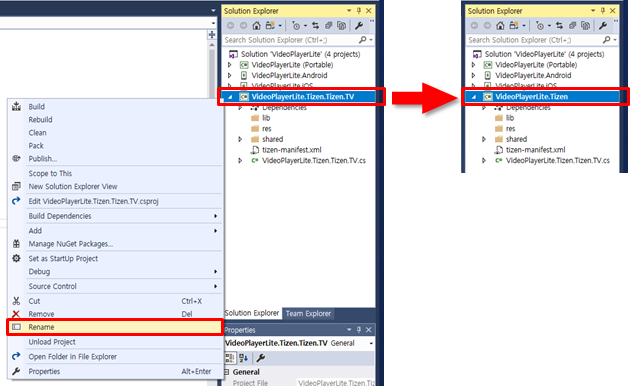 Build
Rebuild
Clean
Pack
Publish...
Scope to This
New Solution Explorer View
Edit VideoPlayerLite.Tizen.Tizen.TV.csproj
Build Dependencies
Add
Manage NuGet Packages...
Set as StartUp Project
Debug
Source Control
Cut Ctrl+X
Remove Del
Rename
Unload Project
Open Folder in File Explorer
Properties Alt+Enter
Solution Explorer
Search Solution Explorer (Ctrl+;)
Solution 'VideoPlayerLite' (4 projects)
VideoPlayerLite (Portable)
VideoPlayerLite.Android
VideoPlayerLite.iOS
VideoPlayerLite.Tizen.Tizen.TV
Dependencies
lib
res
shared
tizen-manifest.xml
VideoPlayerLite.Tizen.Tizen.TV.cs
Solution Explorer Team Explorer
Properties
VideoPlayerLite.Tizen.Tizen.TV General
General
Project File VideoPlayerLite.Tizen.Tizen.TV
Solution Explorer
Search Solution Explorer (Ctrl+;)
Solution 'VideoPlayerLite' (4 projects)
VideoPlayerLite (Portable)
VideoPlayerLite.Android
VideoPlayerLite.iOS
VideoPlayerLite.Tizen
Dependencies
lib
res
shared
tizen-manifest.xml
VideoPlayerLite.Tizen.Tizen.TV.cs